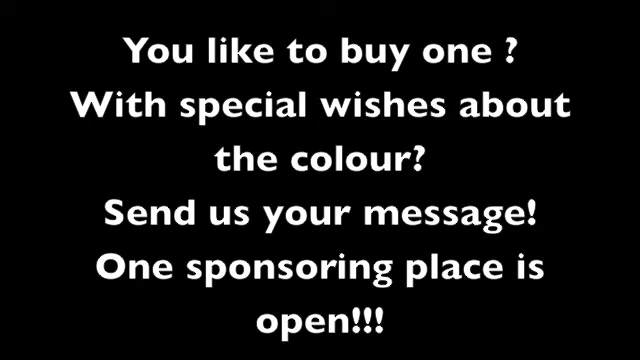 You like to buy one ?
With special wishes about
the colour?
Send us your message!
One sponsoring place is
open!!!